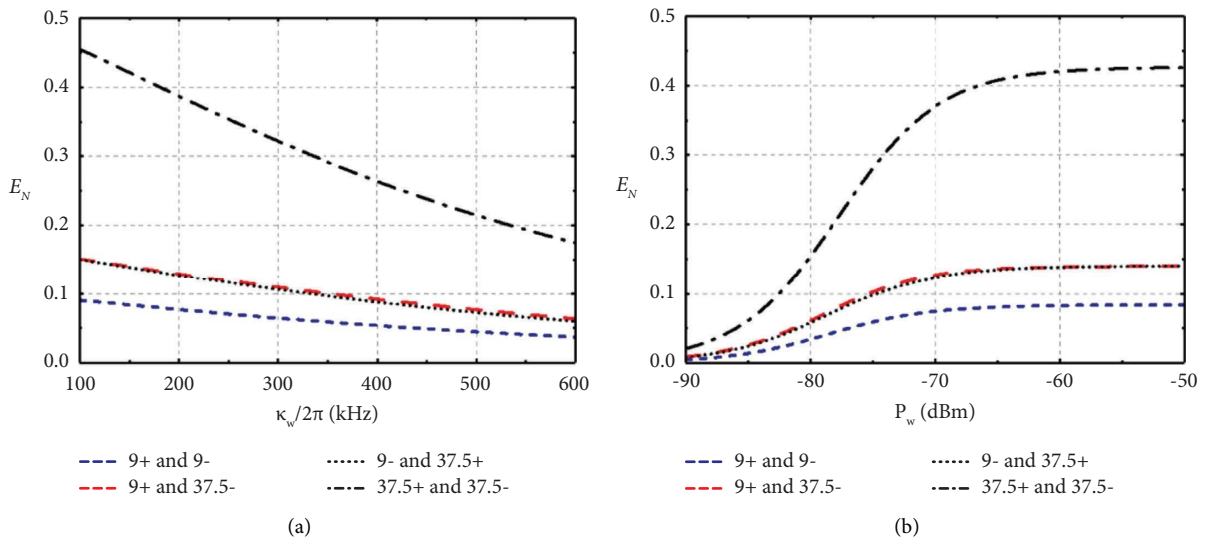 0.5
0.4
0.3
E_N
0.2
0.1
0.0
100 200 300 400 500 600
κ_w/2π (kHz)
9+ and 9-
9- and 37.5+
9+ and 37.5-
37.5+ and 37.5-
(a)
0.5
0.4
0.3
E_N
0.2
0.1
0.0
-90 -80 -70 -60 -50
P_w (dBm)
9+ and 9-
9- and 37.5+
9+ and 37.5-
37.5+ and 37.5-
(b)